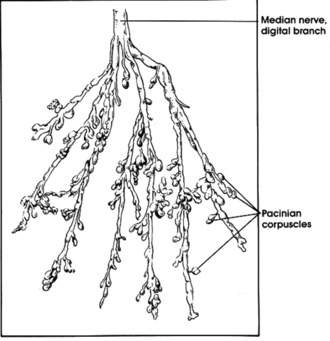 Median nerve,
digital branch
Pacinian
corpuscles